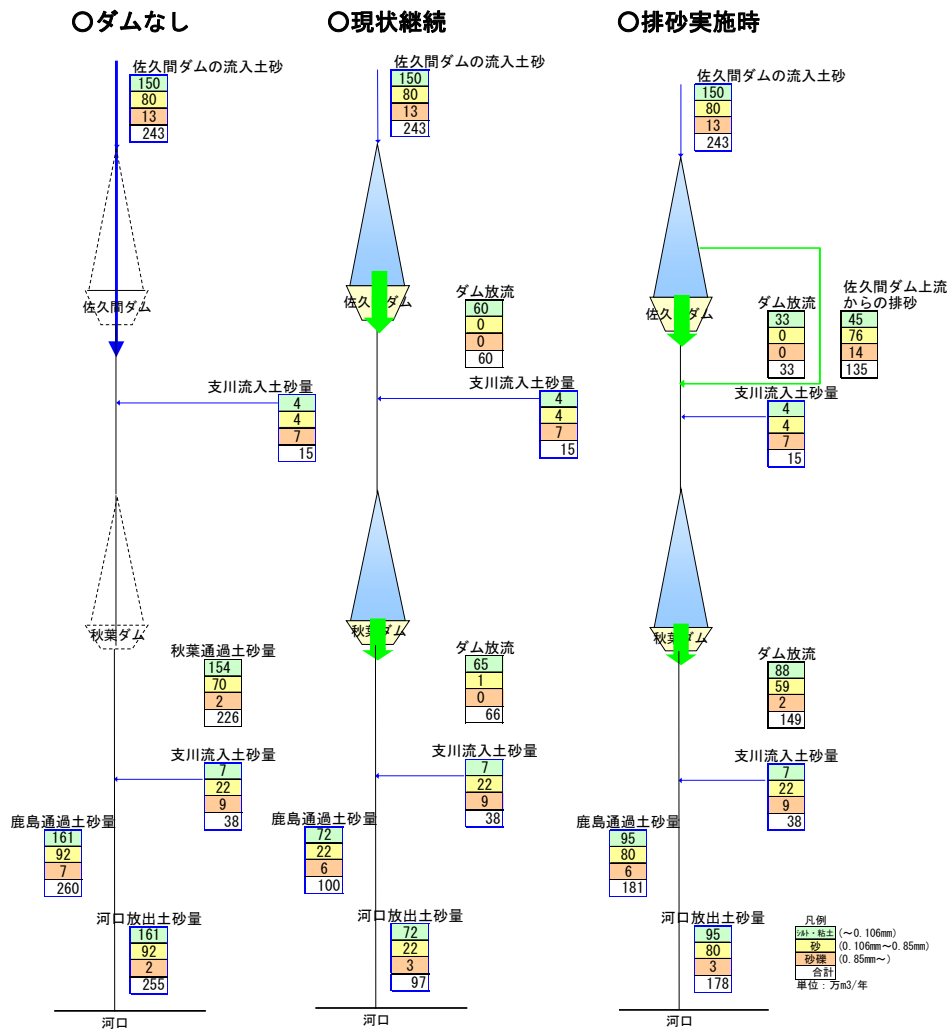 〇ダムなし
佐久間ダムの流入土砂
150
80
13
243
佐久間ダム
支川流入土砂量
4
4
7
15
秋葉ダム
秋葉通過土砂量
154
70
2
226
支川流入土砂量
7
22
9
38
鹿島通過土砂量
161
92
7
260
河口放出土砂量
161
92
2
255
河口
〇現状継続
佐久間ダムの流入土砂
150
80
13
243
佐久 ダム
ダム放流
60
0
0
60
支川流入土砂量
4
4
7
15
秋葉ダム
ダム放流
65
1
0
66
支川流入土砂量
7
22
9
38
鹿島通過土砂量
72
22
6
100
河口放出土砂量
72
22
3
97
河口
〇排砂実施時
佐久間ダムの流入土砂
150
80
13
243
佐久 ダム
ダム放流
33
0
0
33
佐久間ダム上流
からの排砂
45
76
14
135
支川流入土砂量
4
4
7
15
秋葉ダム
ダム放流
88
59
2
149
支川流入土砂量
7
22
9
38
鹿島通過土砂量
95
80
6
181
河口放出土砂量
95
80
3
178
河口
凡例
シルト・粘土 (～0.106mm)
砂 (0.106mm～0.85mm)
砂礫 (0.85mm～)
合計
単位：万m3/年